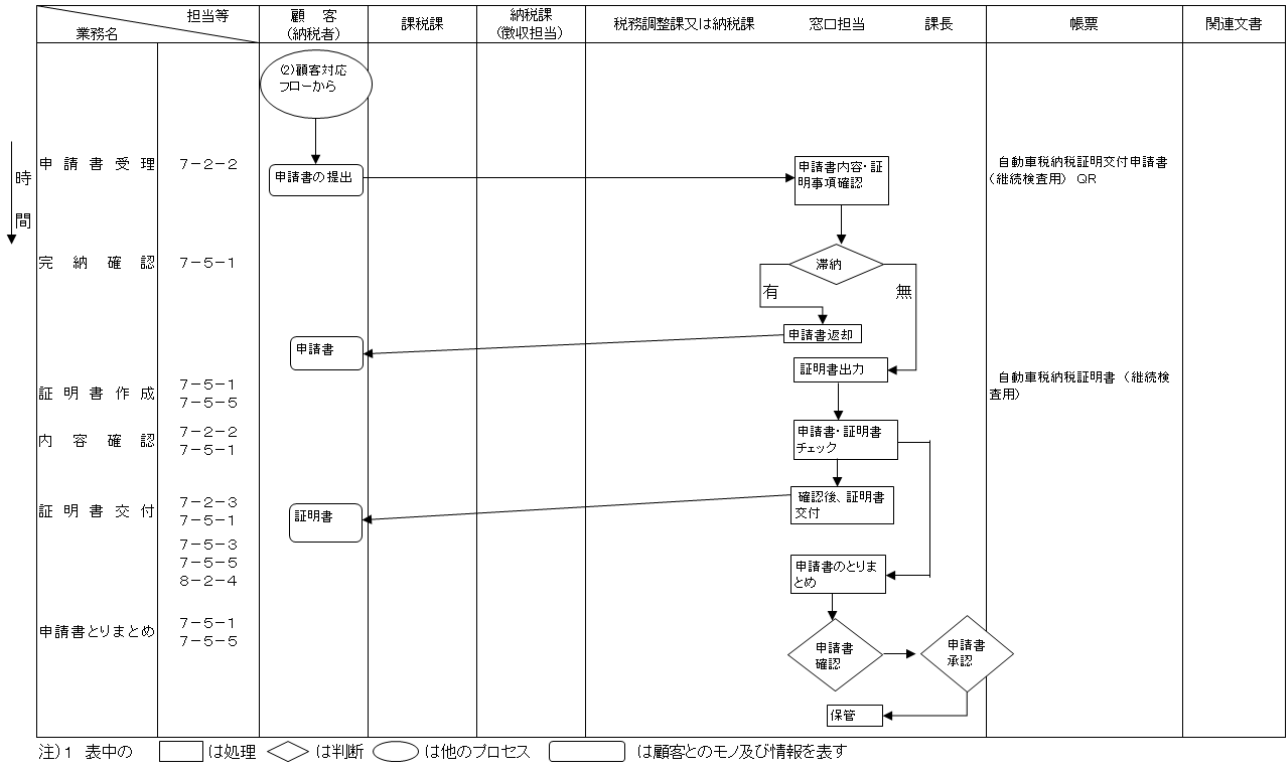 担当等
業務名
顧 客
(納税者)
課税課
納税課
(徴収担当)
税務調整課又は納税課 窓口担当 課長
帳票
関連文書
(2)顧客対応
フローから
時
間
申請書受理 7-2-2
申請書の提出
申請書内容・証
明事項確認
自動車税納税証明交付申請書
(継続検査用) QR
完納確認 7-5-1
滞納
有
無
申請書返却
申請書
証明書出力
証明書作成
7-5-1
7-5-5
自動車税納税証明書 (継続検
査用)
内容確認
7-2-2
7-5-1
申請書・証明書
チェック
証明書交付
7-2-3
7-5-1
7-5-3
7-5-5
8-2-4
証明書
確認後、証明書
交付
申請書のとりま
とめ
申請書とりまとめ
7-5-1
7-5-5
申請書
確認
申請書
承認
保管
注)1 表中の は処理 は判断 は他のプロセス は顧客とのモノ及び情報を表す